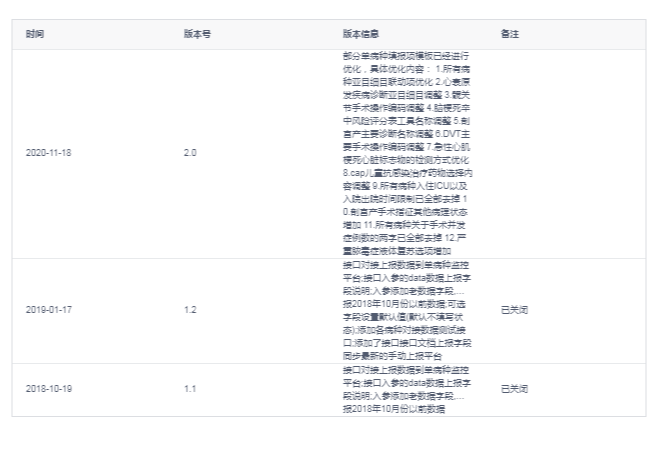 时间 版本号 版本信息 备注
部分单病种填报项模板已经进行
优化，具体优化内容： 1.所有病
种亚目细目联动项优化 2.心衰原
发疾病诊断亚目细目调整 3.髋关
节手术操作编码调整 4.脑梗死卒
中风险评分表工具名称调整 5.剖
宫产主要诊断名称调整 6.DVT主
要手术操作编码调整 7.急性心肌
梗死心脏标志物的检测方式优化
8.cap儿童抗感染治疗药物选择内
容调整 9.所有病种入住ICU以及
入院出院时间限制已全部去掉 1
0.剖宫产手术指征其他病理状态
增加 11.所有病种关于手术并发
症例数的两字已全部去掉 12.严
重脓毒症液体复苏选项增加
2020-11-18 2.0
接口对接上报数据到单病种监控
平台;接口入参的data数据上报字
段说明;入参添加老数据字段,...
报2018年10月份以前数据;可选
字段设置默认值(默认不填写状
态);添加各病种对接数据测试接
口;添加了接口接口文档上报字段
同步最新的手动上报平台
2019-01-17 1.2 已关闭
接口对接上报数据到单病种监控
平台;接口入参的data数据上报字
段说明;入参添加老数据字段,...
报2018年10月份以前数据
2018-10-19 1.1 已关闭